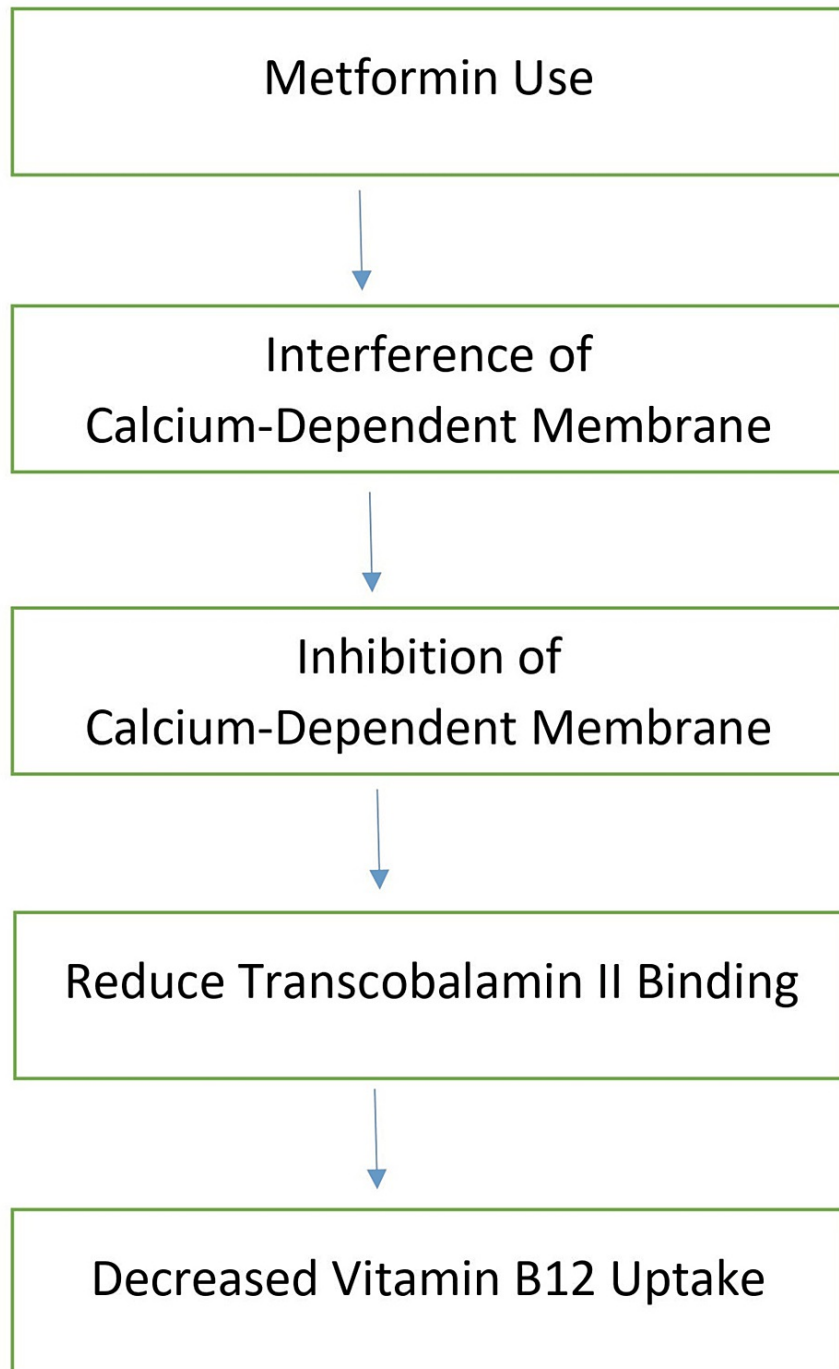 Metformin Use
Interference of
Calcium-Dependent Membrane
Inhibition of
Calcium-Dependent Membrane
Reduce Transcobalamin II Binding
Decreased Vitamin B12 Uptake